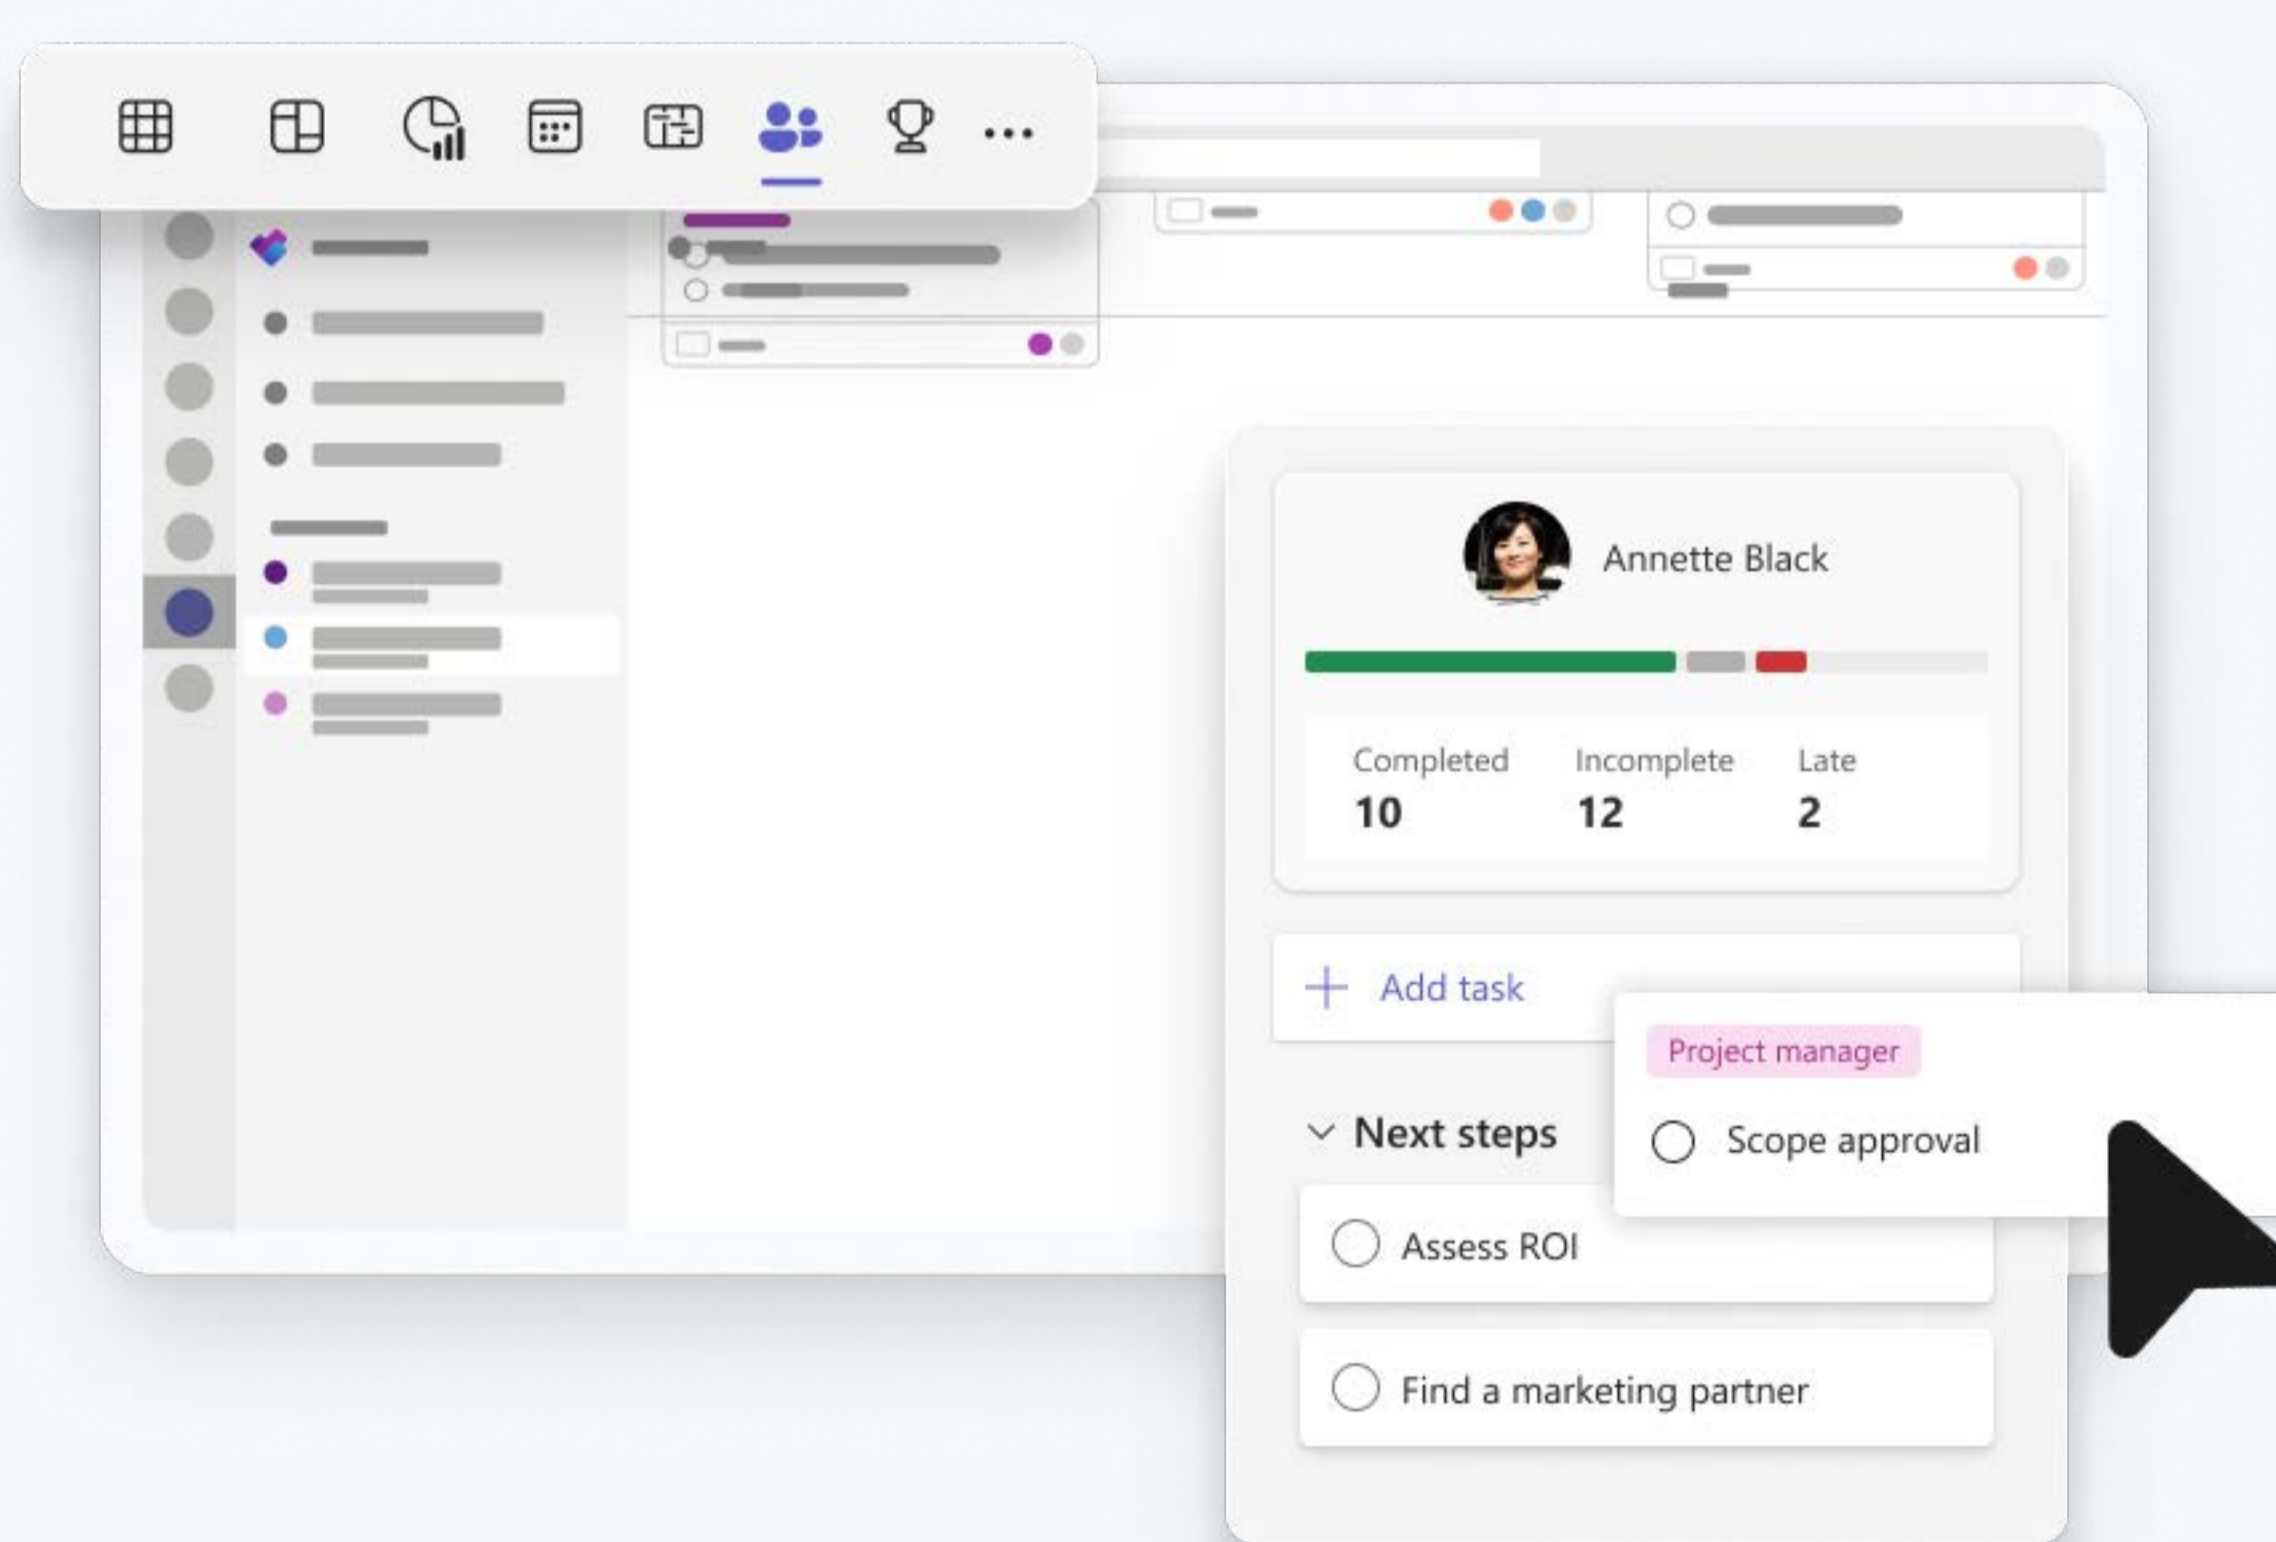 Annette Black
Completed Incomplete Late
10 12 2
Add task
Project manager
Scope approval
Next steps
Assess ROI
Find a marketing partner